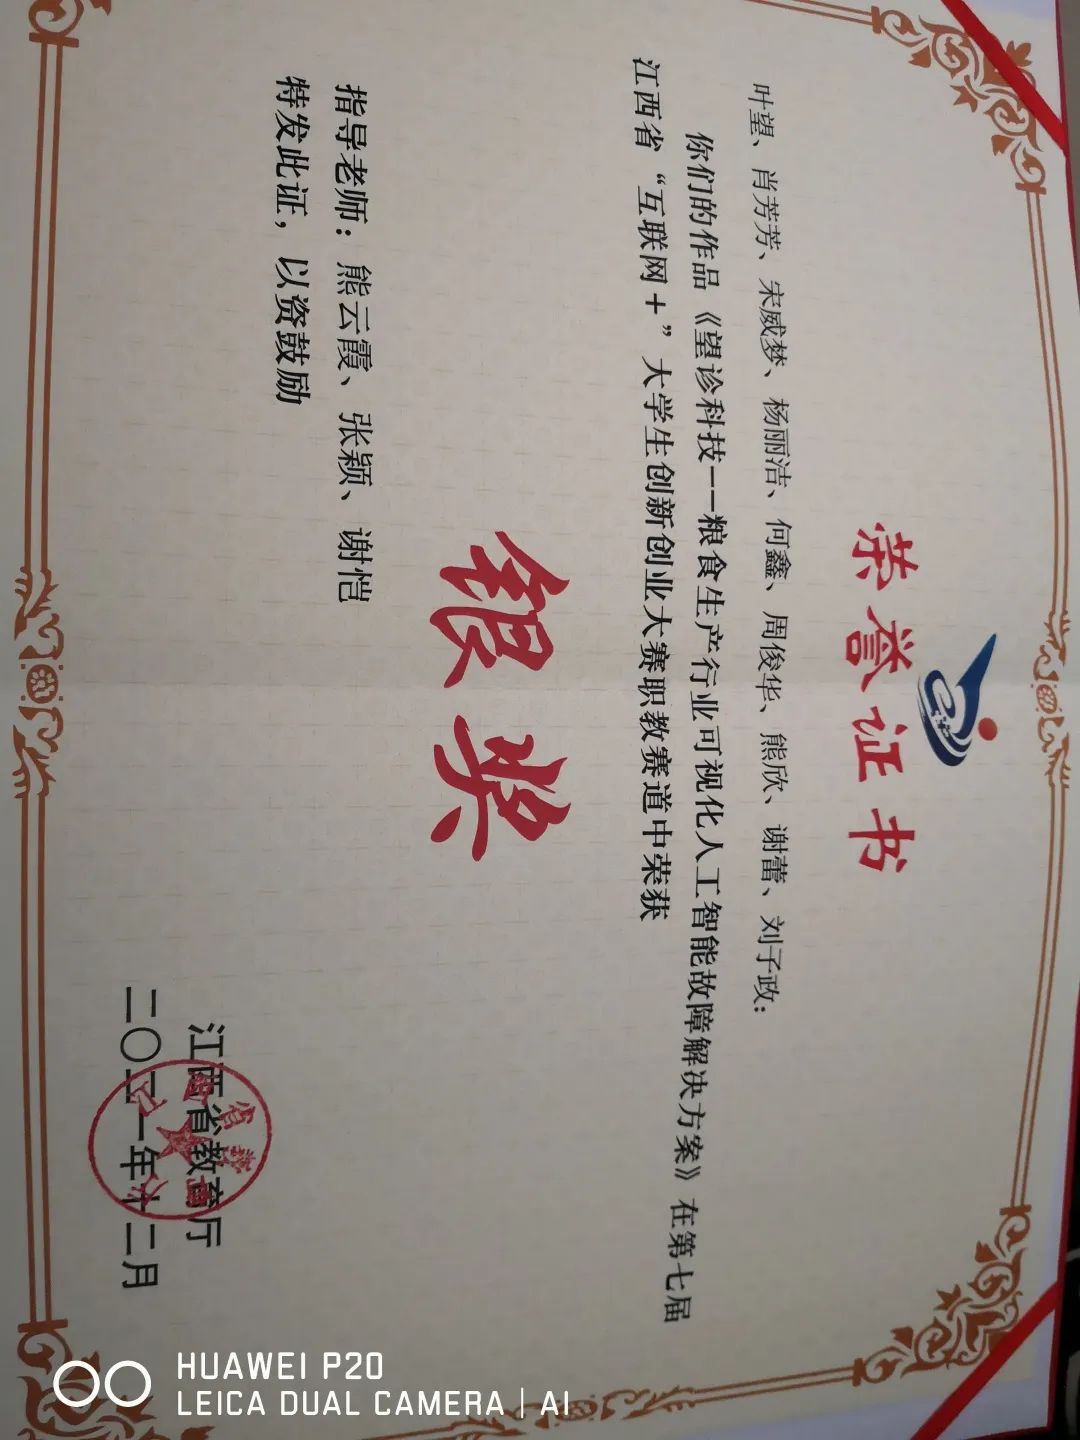 荣誉证书
叶望、肖芳芳、宋威梦、杨丽洁、何鑫、周俊华、熊欣、谢蕾、刘子政:
你们的作品《望诊科技——粮食生产行业可视化人工智能故障解决方案》在第七届
江西省“互联网+”大学生创新创业大赛职教赛道中荣获
银奖
指导老师：熊云霞、张颖、谢恺
特发此证，以资鼓励
江西省教育厅
二〇二一年十二月
HUAWEI P20
LEICA DUAL CAMERA | AI